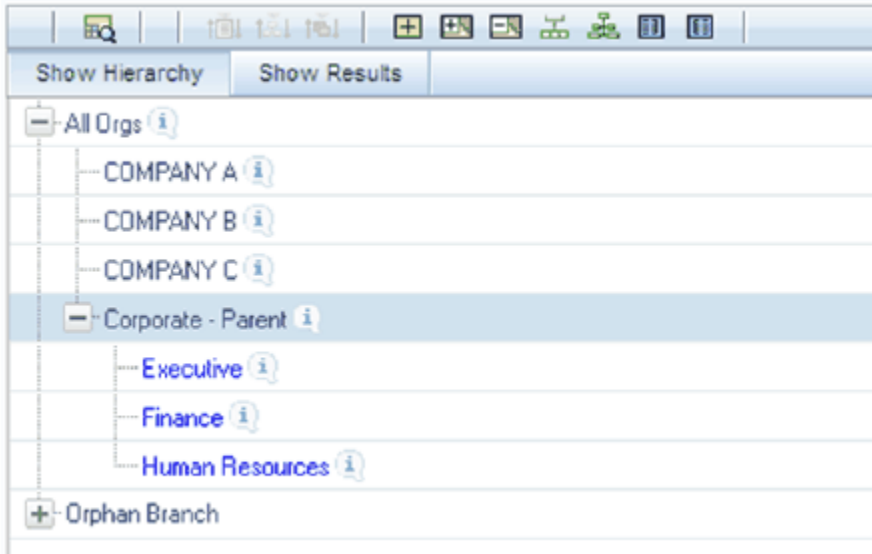 Show Hierarchy Show Results
All Orgs
COMPANY A
COMPANY B
COMPANY C
Corporate - Parent
Executive
Finance
Human Resources
Orphan Branch